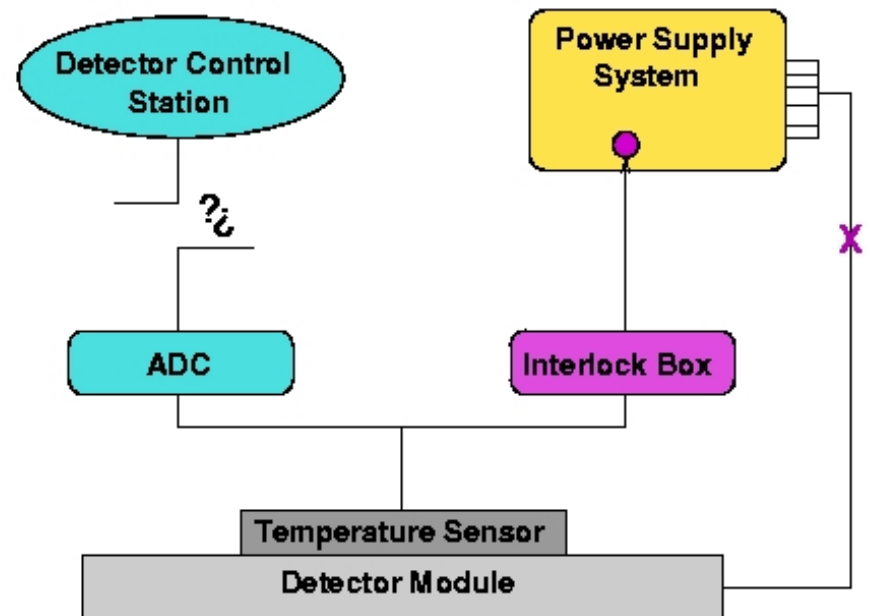 Detector Control
Station
Power Supply
System
?¿
X
ADC
Interlock Box
Temperature Sensor
Detector Module